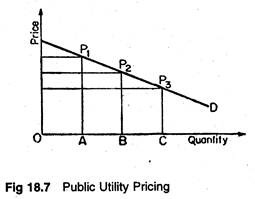 Price
P1
P2
P3
D
O A B C Quantity
Fig 18.7 Public Utility Pricing